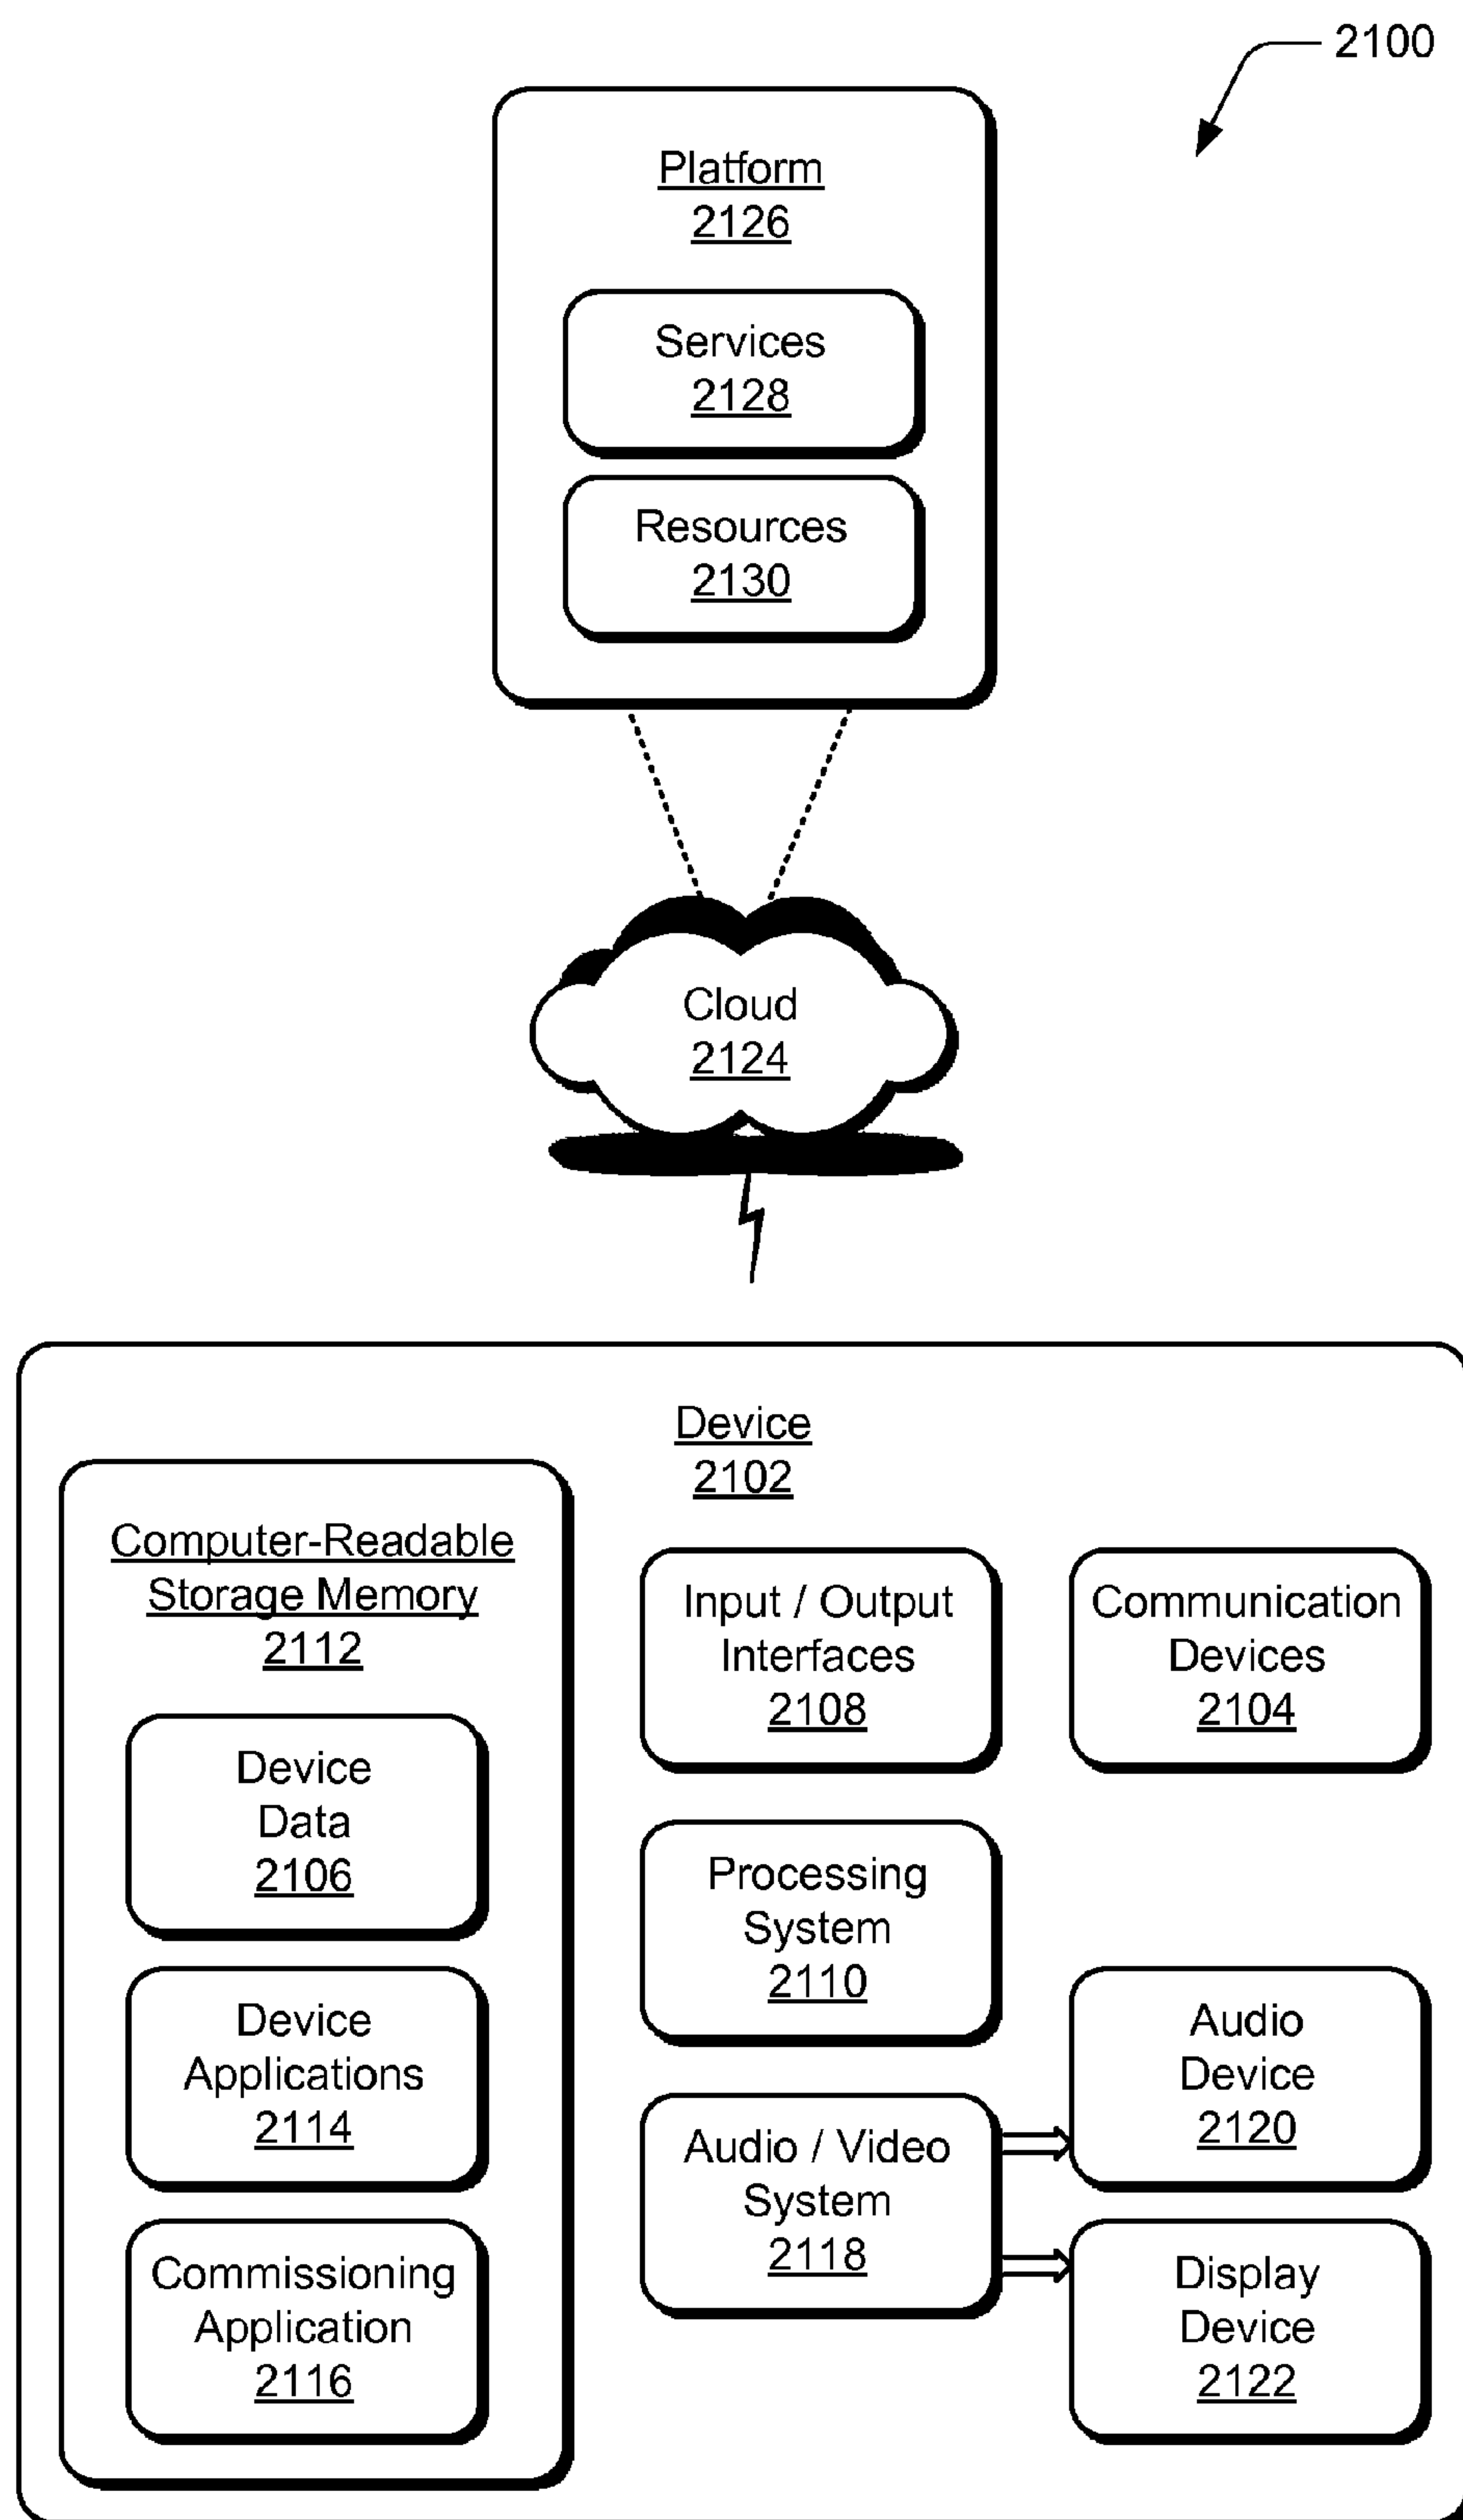 2100
Platform
2126
Services
2128
Resources
2130
Cloud
2124
Device
2102
Computer-Readable
Storage Memory
2112
Device
Data
2106
Device
Applications
2114
Commissioning
Application
2116
Input / Output
Interfaces
2108
Communication
Devices
2104
Processing
System
2110
Audio / Video
System
2118
Audio
Device
2120
Display
Device
2122